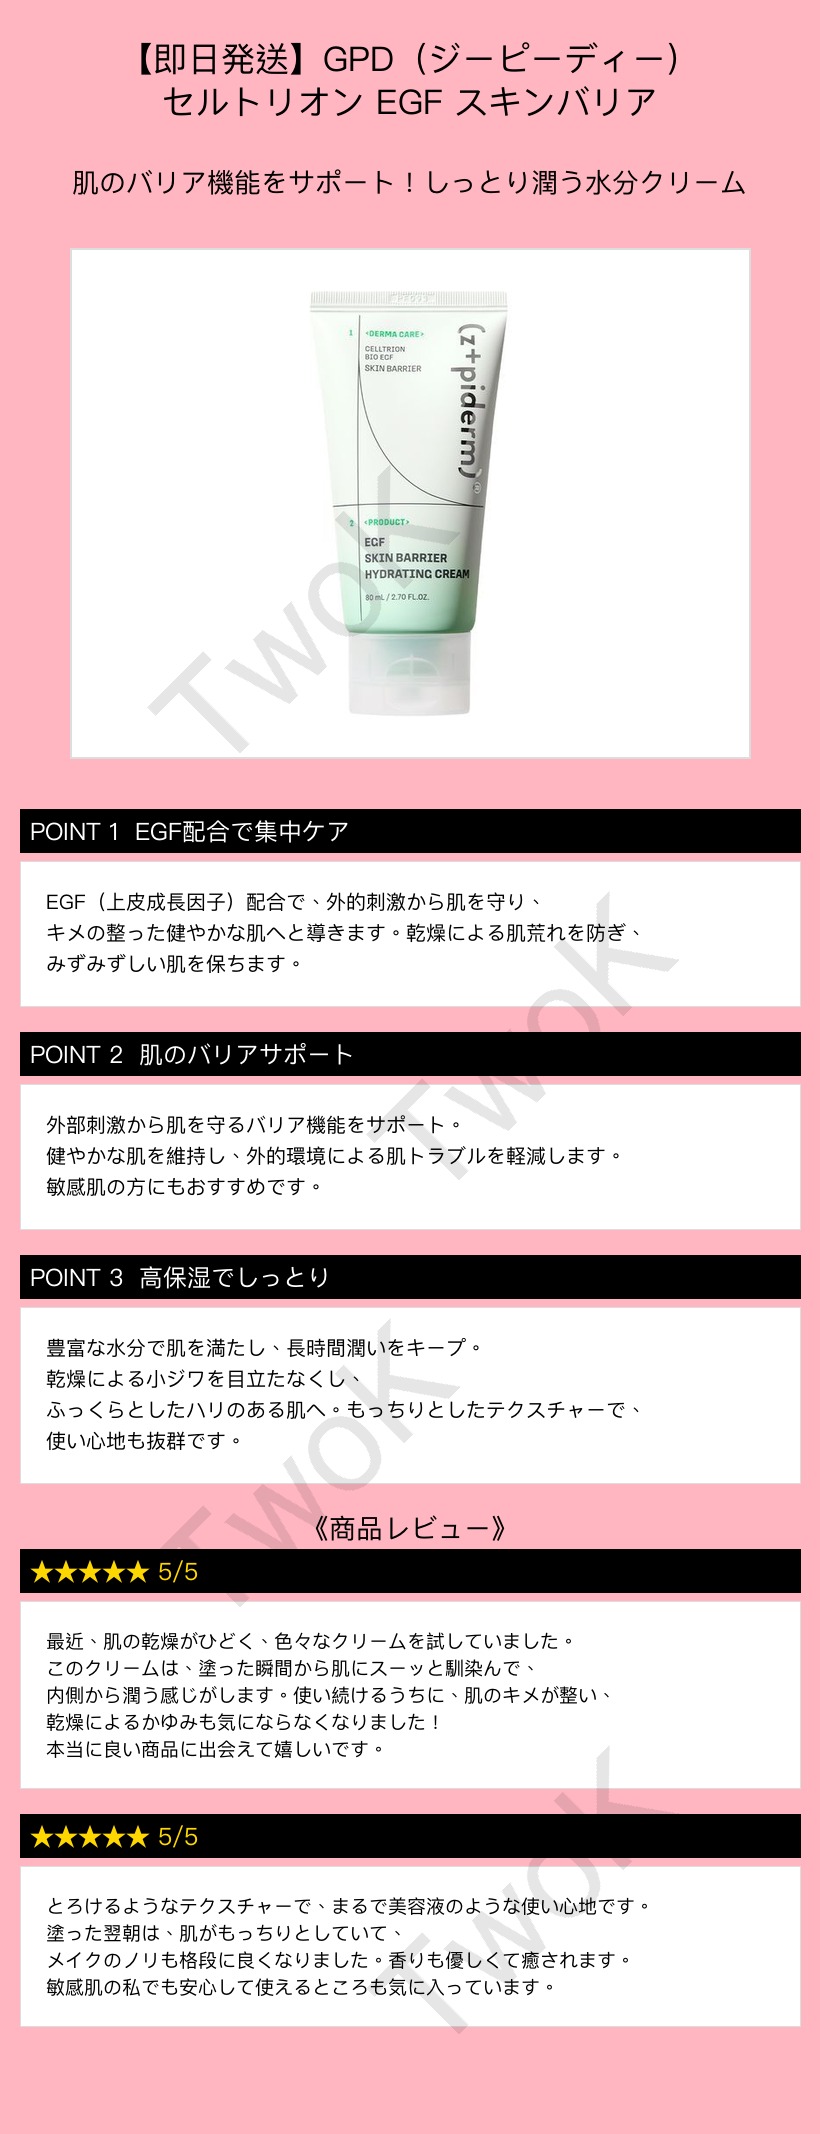 【即日発送】GPD（ジーピーディー）
セルトリオン EGF スキンバリア
肌のバリア機能をサポート！しっとり潤う水分クリーム
1 <DERMA CARE>
CELLTRION
BIO EGF
SKIN BARRIER
(z+piderm)®
2 <PRODUCT>
EGF
SKIN BARRIER
HYDRATING CREAM
80 mL / 2.70 FL.OZ.
TwoK
POINT 1 EGF配合で集中ケア
EGF（上皮成長因子）配合で、外的刺激から肌を守り、
キメの整った健やかな肌へと導きます。乾燥による肌荒れを防ぎ、
みずみずしい肌を保ちます。
TwoK
POINT 2 肌のバリアサポート
外部刺激から肌を守るバリア機能をサポート。
健やかな肌を維持し、外的環境による肌トラブルを軽減します。
敏感肌の方にもおすすめです。
POINT 3 高保湿でしっとり
豊富な水分で肌を満たし、長時間潤いをキープ。
乾燥による小ジワを目立たなくし、
ふっくらとしたハリのある肌へ。もっちりとしたテクスチャーで、
使い心地も抜群です。
TwoK
《商品レビュー》
★★★★★ 5/5
最近、肌の乾燥がひどく、色々なクリームを試していました。
このクリームは、塗った瞬間から肌にスーッと馴染んで、
内側から潤う感じがします。使い続けるうちに、肌のキメが整い、
乾燥によるかゆみも気にならなくなりました！
本当に良い商品に出会えて嬉しいです。
★★★★★ 5/5
とろけるようなテクスチャーで、まるで美容液のような使い心地です。
塗った翌朝は、肌がもっちりとしていて、
メイクのノリも格段に良くなりました。香りも優しくて癒されます。
敏感肌の私でも安心して使えるところも気に入っています。
TwoK